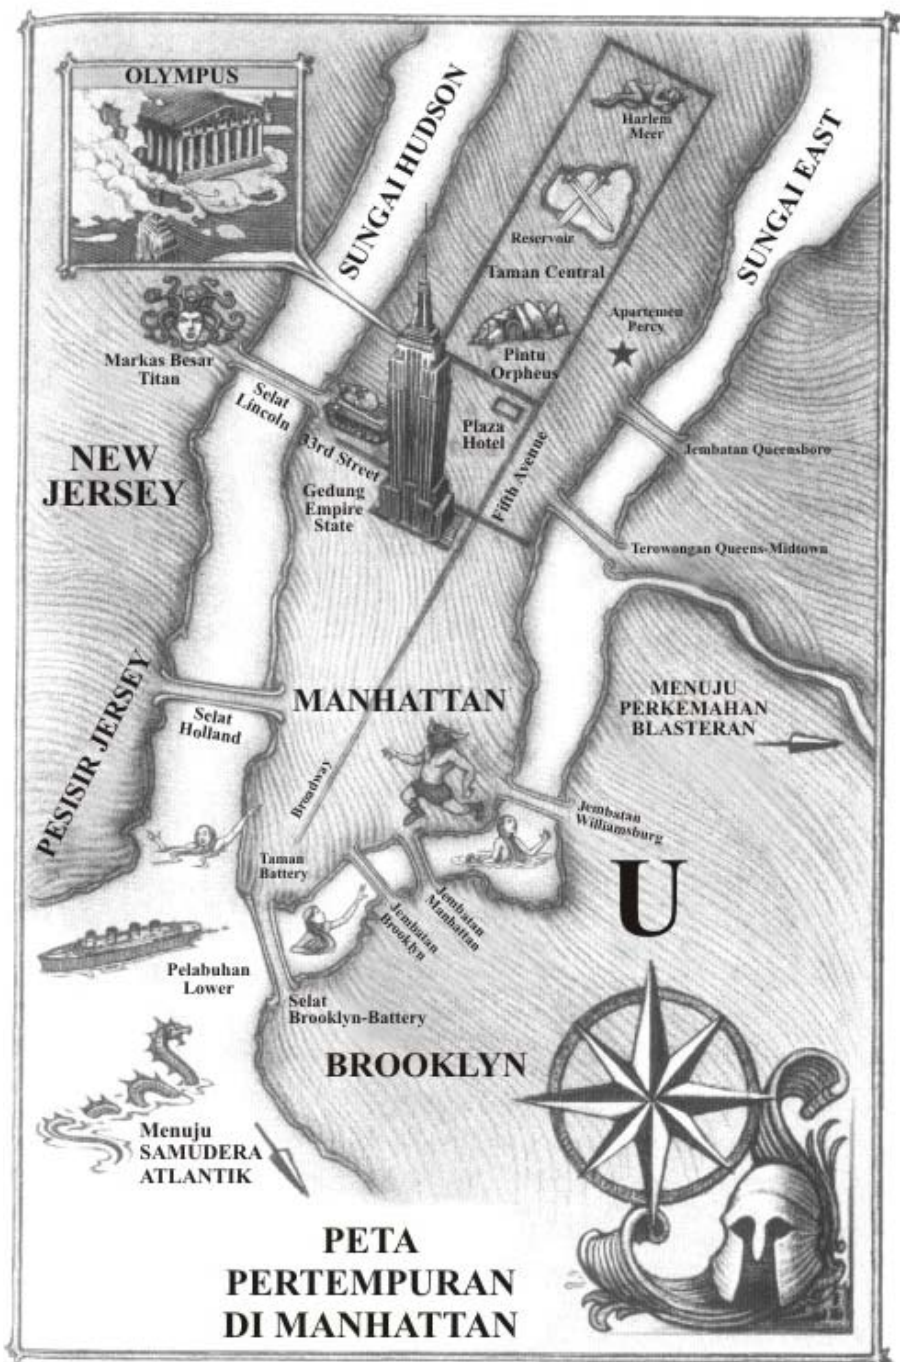 OLYMPUS
SUNGAI HUDSON
Harlem
Meer
SUNGAI EAST
Reservoir
Taman Central
Apartemen
Percy
Markas Besar
Titan
Pintu
Orpheus
Selat
Lincoln
33rd Street
Plaza
Hotel
Fifth Avenue
Jembatan Queensboro
NEW
JERSEY
Gedung
Empire
State
Terowongan Queens-Midtown
PESISIR JERSEY
Selat
Holland
MANHATTAN
MENUJU
PERKEMAHAN
BLASTERAN
Broadway
Jembatan
Williamsburg
Taman
Battery
Jembatan
Manhattan
Jembatan
Brooklyn
U
Pelabuhan
Lower
Selat
Brooklyn-Battery
BROOKLYN
Menuju
SAMUDERA
ATLANTIK
PETA
PERTEMPURAN
DI MANHATTAN